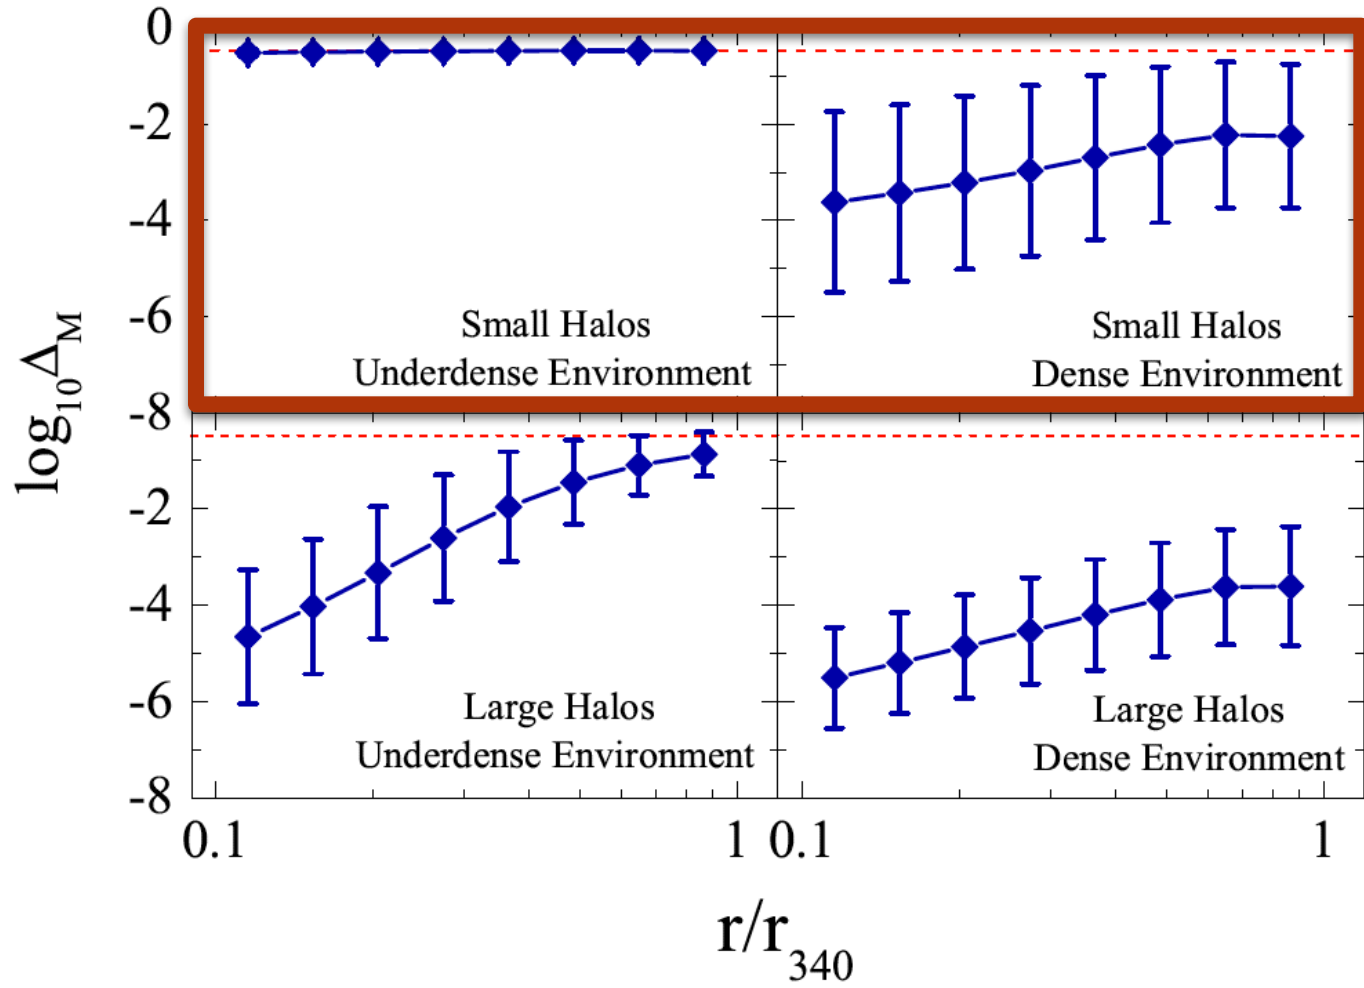 0
-2
-4
-6
-8
Small Halos
Underdense Environment
Small Halos
Dense Environment
log₁₀Δ_M
-2
-4
-6
-8
Large Halos
Underdense Environment
Large Halos
Dense Environment
0.1
1
0.1
1
r/r₃₄₀